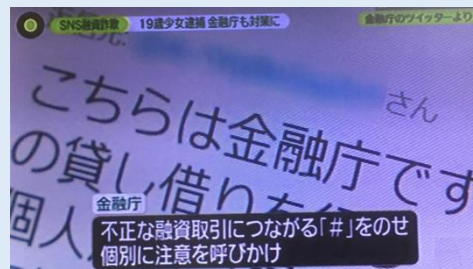 SNS融資詐欺
19歳少女逮捕 金融庁も対策に
金融庁のツイッターより
さん
こちらは金融庁です
の貸し借りを
個人
金融庁
不正な融資取引につながる「#」をのせ
個別に注意を呼びかけ